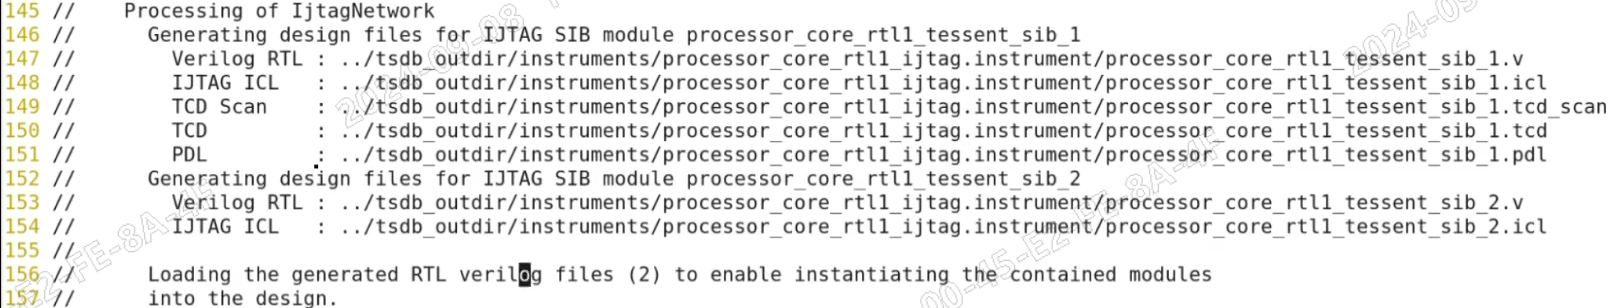 145 //    Processing of IjtagNetwork
146 //      Generating design files for IJTAG SIB module processor_core_rtl1_tessent_sib_1
147 //        Verilog RTL : ../tsdb_outdir/instruments/processor_core_rtl1_ijtag.instrument/processor_core_rtl1_tessent_sib_1.v
148 //        IJTAG ICL   : ../tsdb_outdir/instruments/processor_core_rtl1_ijtag.instrument/processor_core_rtl1_tessent_sib_1.icl
149 //        TCD Scan    : ../tsdb_outdir/instruments/processor_core_rtl1_ijtag.instrument/processor_core_rtl1_tessent_sib_1.tcd_scan
150 //        TCD         : ../tsdb_outdir/instruments/processor_core_rtl1_ijtag.instrument/processor_core_rtl1_tessent_sib_1.tcd
151 //        PDL         : ../tsdb_outdir/instruments/processor_core_rtl1_ijtag.instrument/processor_core_rtl1_tessent_sib_1.pdl
152 //      Generating design files for IJTAG SIB module processor_core_rtl1_tessent_sib_2
153 //        Verilog RTL : ../tsdb_outdir/instruments/processor_core_rtl1_ijtag.instrument/processor_core_rtl1_tessent_sib_2.v
154 //        IJTAG ICL   : ../tsdb_outdir/instruments/processor_core_rtl1_ijtag.instrument/processor_core_rtl1_tessent_sib_2.icl
155 //
156 //      Loading the generated RTL verilog files (2) to enable instantiating the contained modules
157 //      into the design.